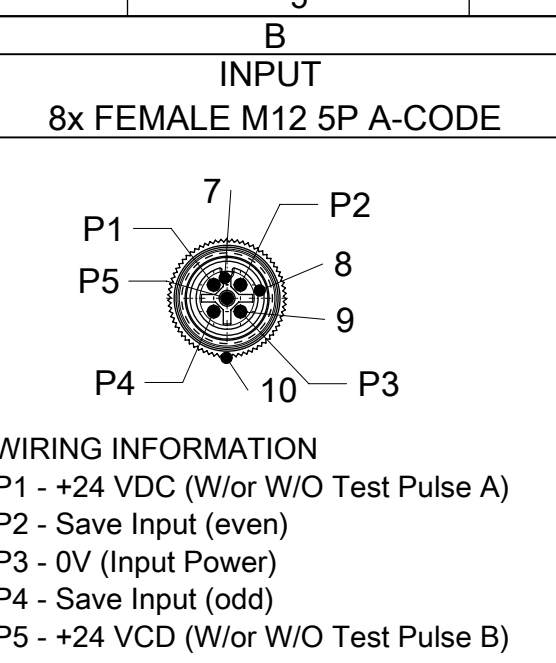 B
INPUT
8x FEMALE M12 5P A-CODE
7
P2
P1
8
P5
9
P4
10
P3
WIRING INFORMATION
P1 - +24 VDC (W/or W/O Test Pulse A)
P2 - Save Input (even)
P3 - 0V (Input Power)
P4 - Save Input (odd)
P5 - +24 VCD (W/or W/O Test Pulse B)